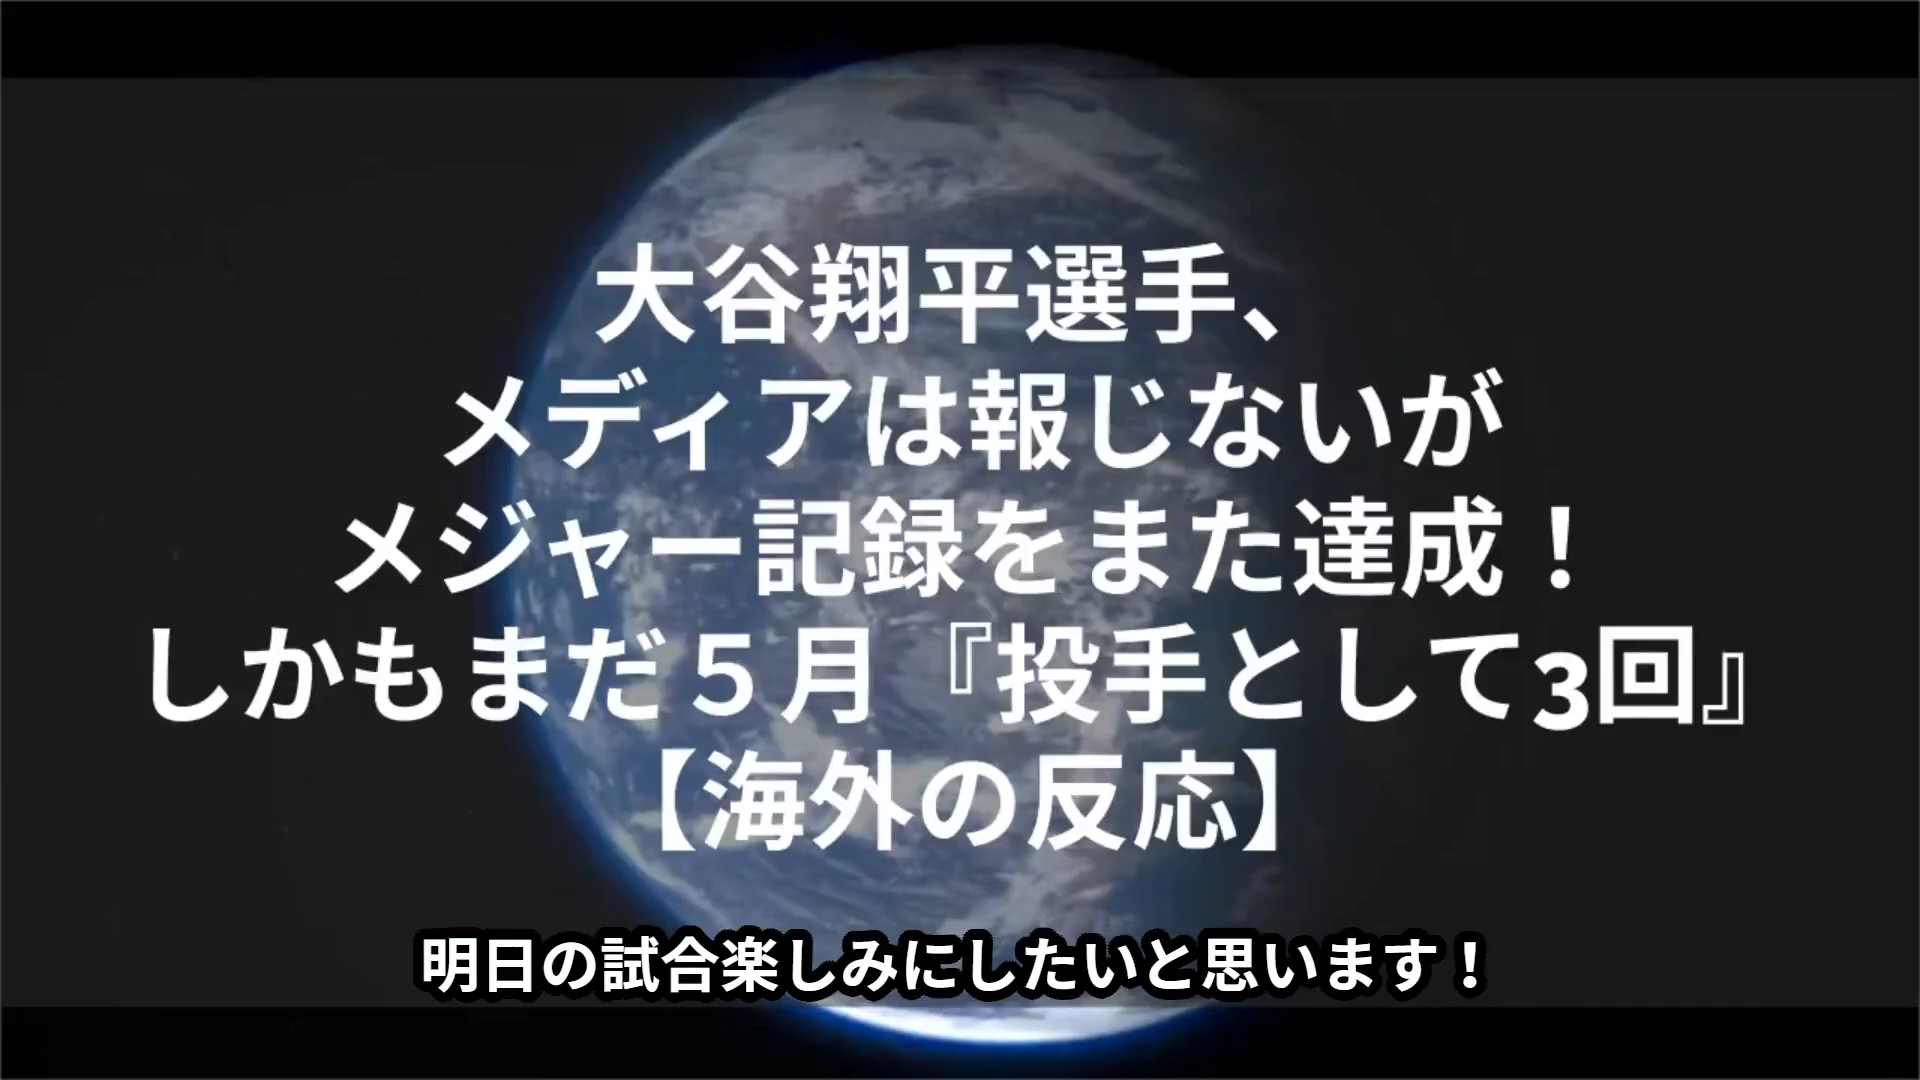 大谷翔平選手、
メディアは報じないが
メジャー記録をまた達成！
しかもまだ５月『投手として3回』
【海外の反応】
明日の試合楽しみにしたいと思います！